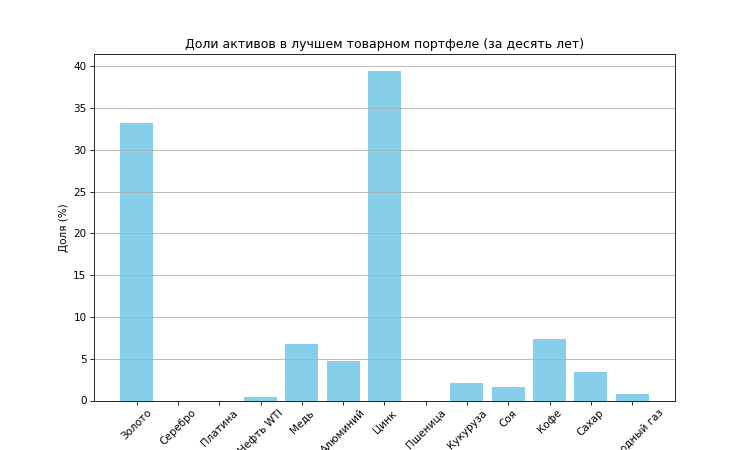 Доли активов в лучшем товарном портфеле (за десять лет)
Доля (%)
40
35
30
25
20
15
10
5
0
Золото
Серебро
Платина
Нефть WTI
Медь
Алюминий
Цинк
Пшеница
Кукуруза
Соя
Кофе
Сахар
одный газ